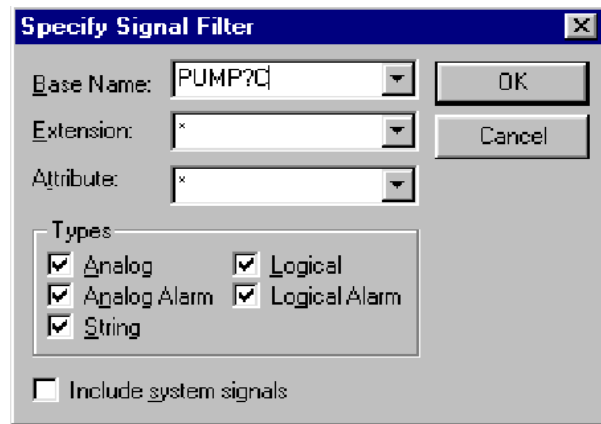 Specify Signal Filter
Base Name: PUMP?C OK
Extension: * Cancel
Attribute: *
Types
Analog Logical
Analog Alarm Logical Alarm
String
Include system signals